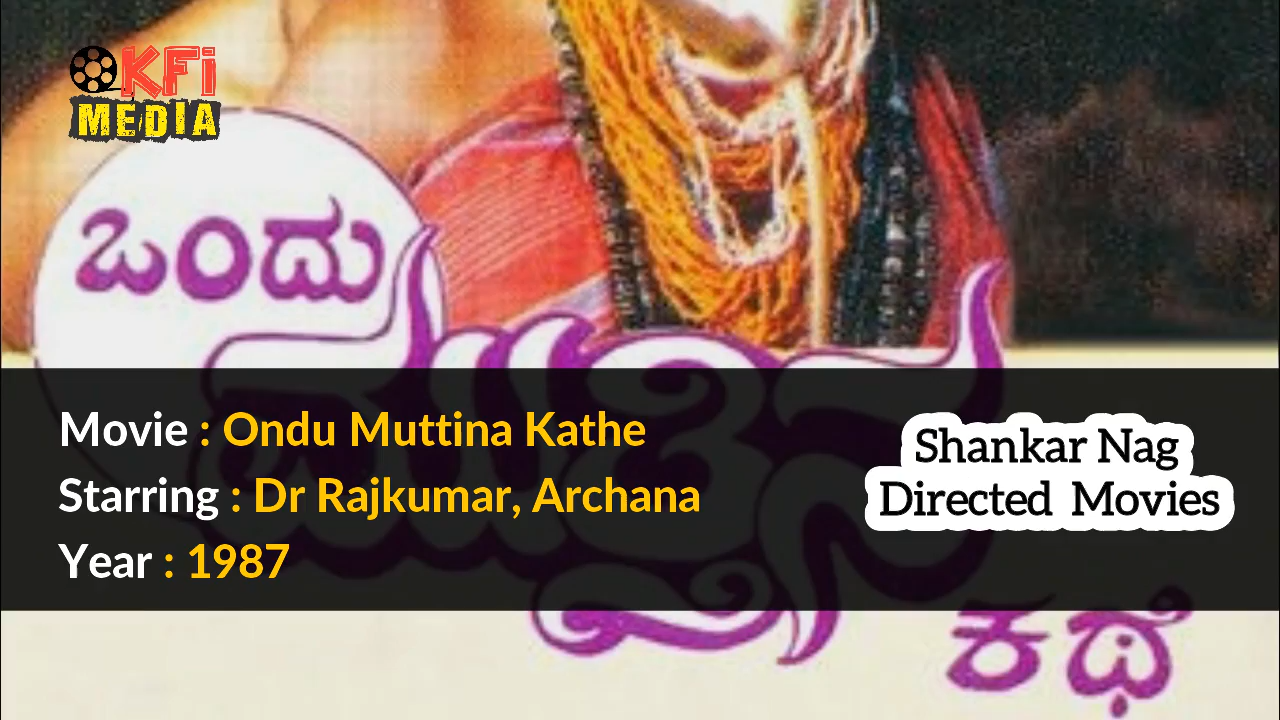 KFi
MEDIA
ಒಂದು
ಮುತ್ತಿನ
ಕಥೆ
Movie : Ondu Muttina Kathe
Starring : Dr Rajkumar, Archana
Year : 1987
Shankar Nag
Directed Movies